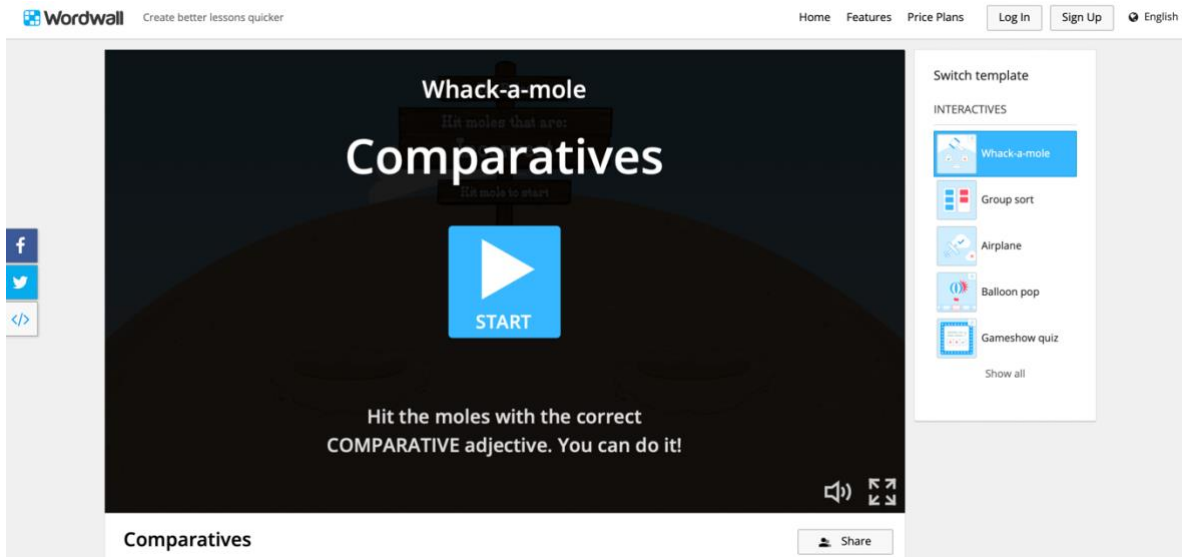 Wordwall
Create better lessons quicker
Home Features Price Plans Log In Sign Up English
Whack-a-mole
Hit moles that are:
Comparatives
Hit mole to start
START
Hit the moles with the correct
COMPARATIVE adjective. You can do it!
Comparatives
Share
Switch template
INTERACTIVES
Whack-a-mole
Group sort
Airplane
Balloon pop
Gameshow quiz
Show all